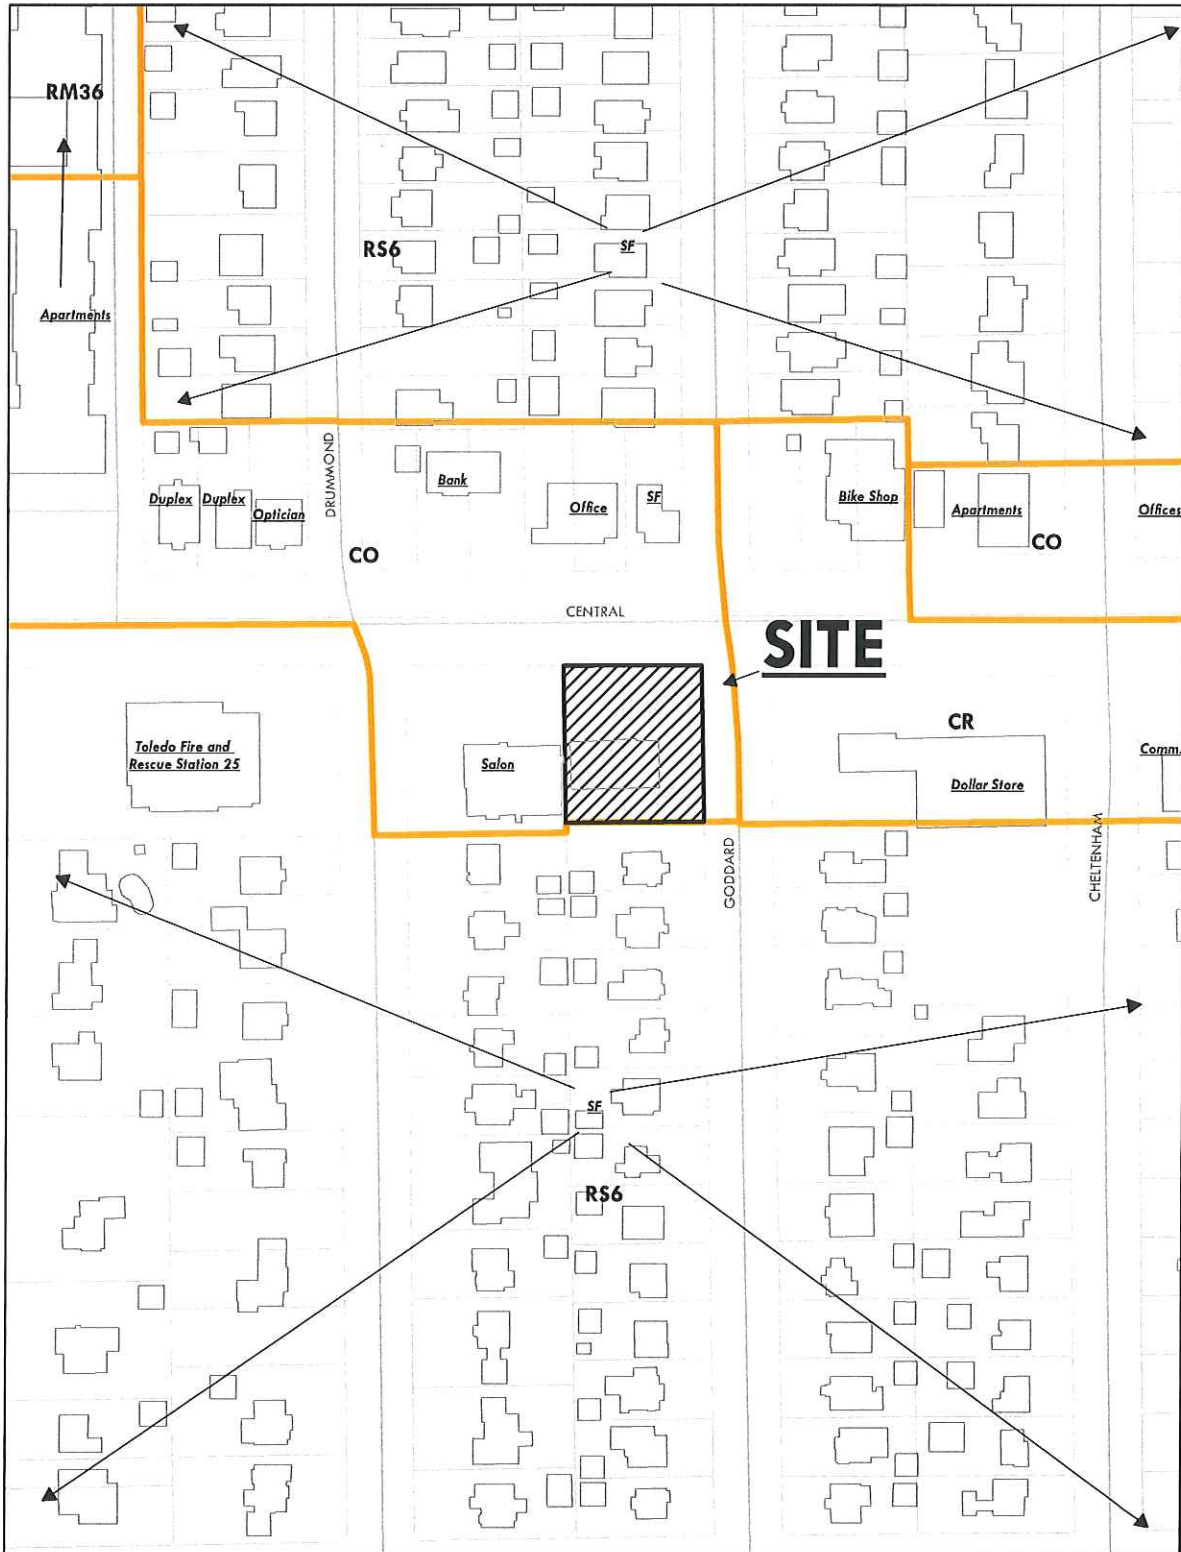 RM36
SF
RS6
Apartments
DRUMMOND
Bank
Duplex
Duplex
Optician
Office
SF
Bike Shop
Apartments
Offices
CO
CO
CENTRAL
SITE
CR
Toledo Fire and
Rescue Station 25
Salon
Dollar Store
Comm.
GODDARD
CHELTENHAM
SF
RS6